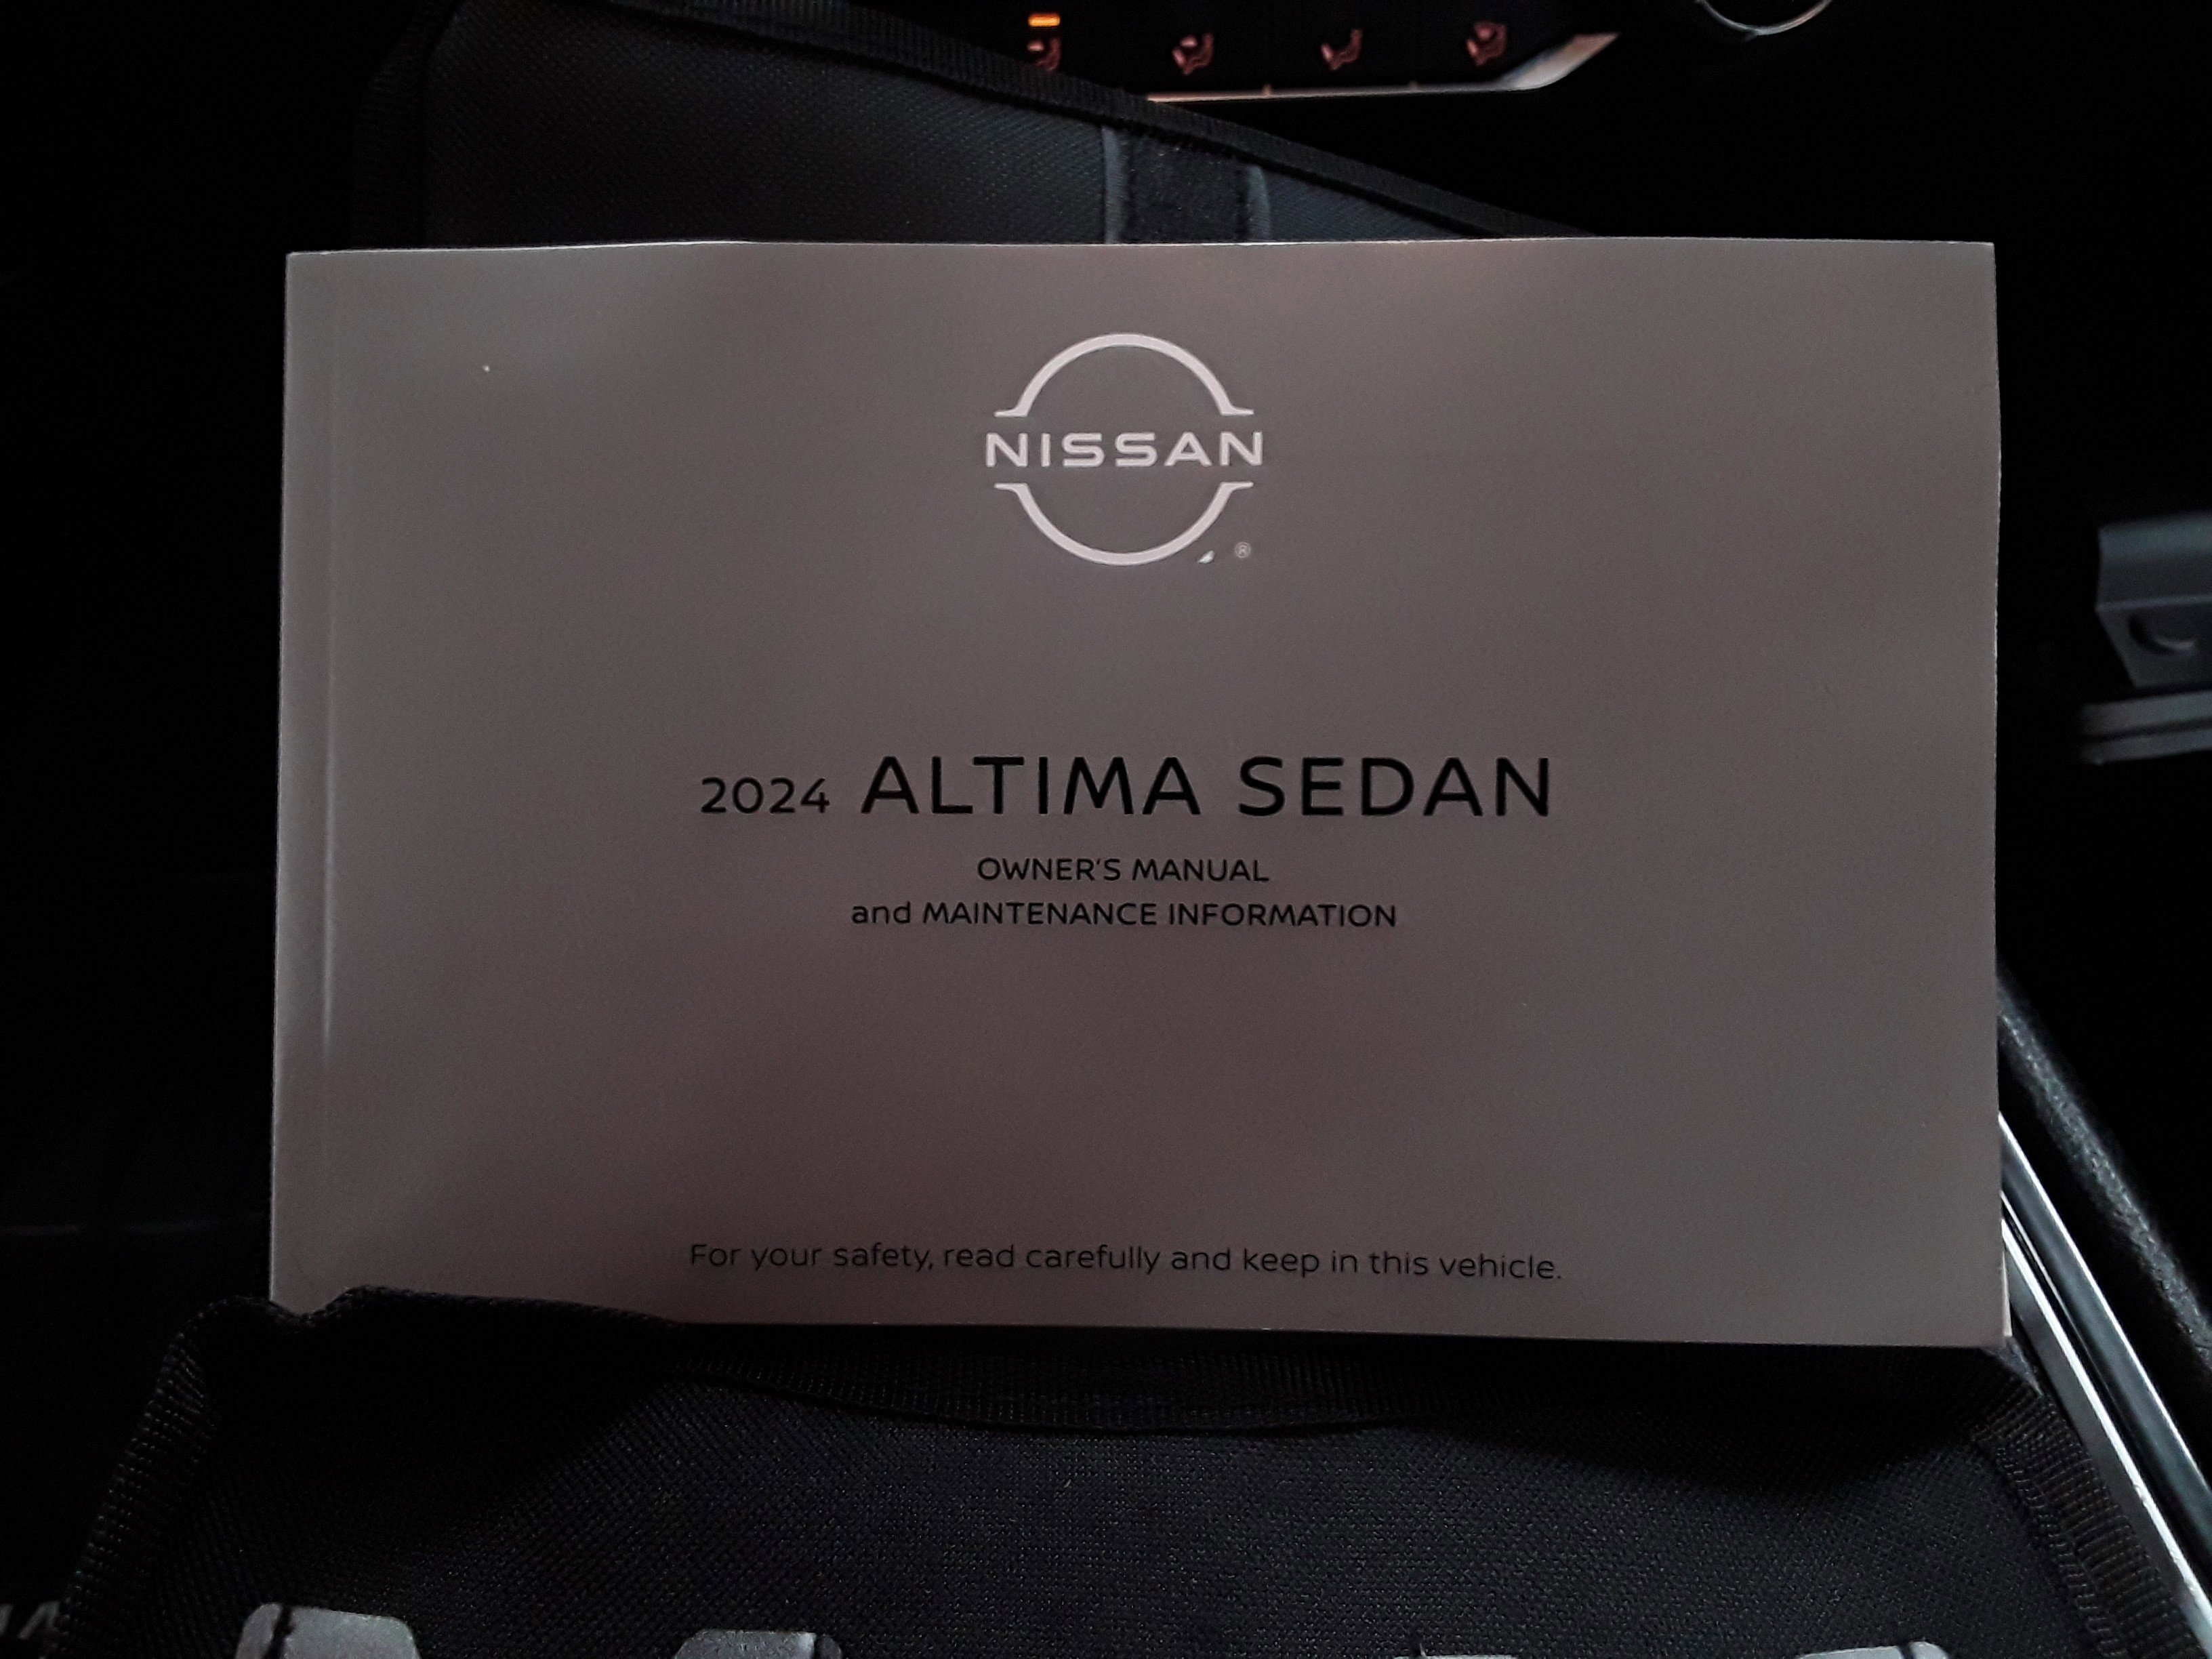 NISSAN
®
2024 ALTIMA SEDAN
OWNER'S MANUAL
and MAINTENANCE INFORMATION
For your safety, read carefully and keep in this vehicle.